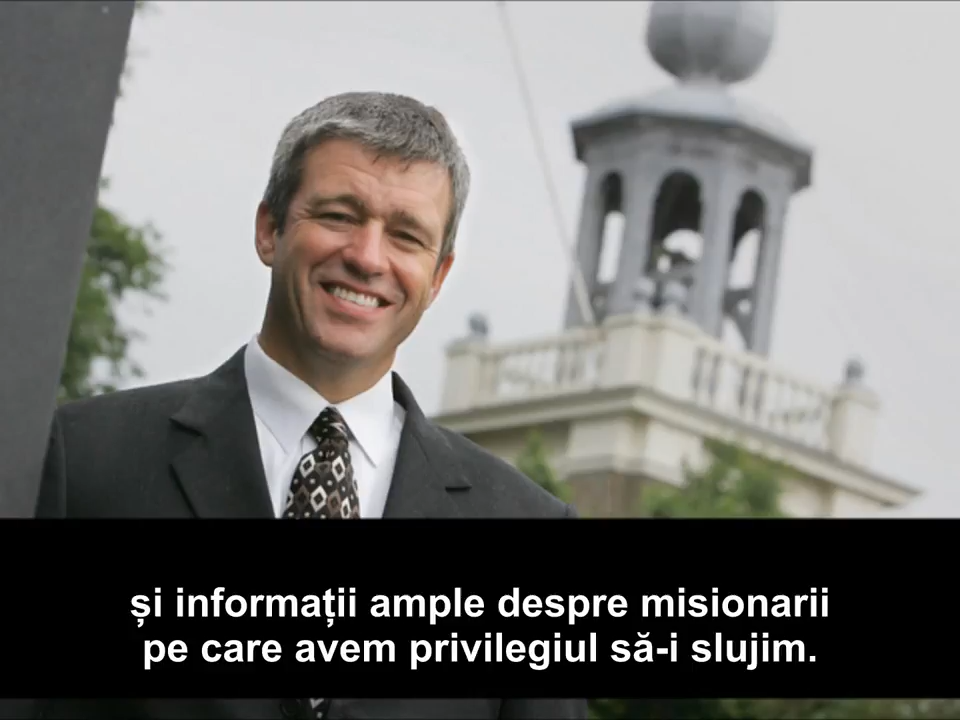 și informații ample despre misionarii
pe care avem privilegiul să-i slujim.